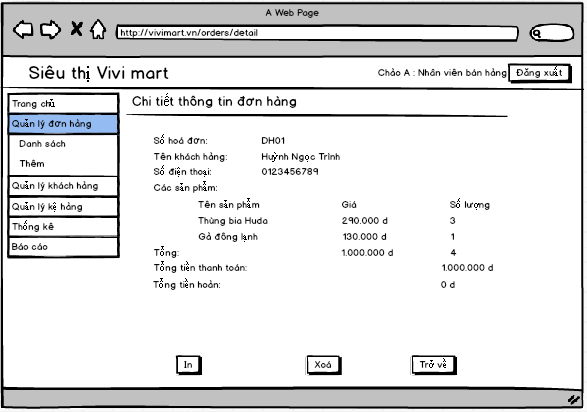 A Web Page
http://vivimart.vn/orders/detail
Siêu thị Vivi mart
Chào A : Nhân viên bán hàng
Đăng xuất
Trang chủ
Quản lý đơn hàng
Danh sách
Thêm
Quản lý khách hàng
Quản lý kệ hàng
Thống kê
Báo cáo
Chi tiết thông tin đơn hàng
Số hoá đơn: DH01
Tên khách hàng: Huỳnh Ngọc Trinh
Số điện thoại: 0123456789
Các sản phẩm:
Tên sản phẩm Giá Số lượng
Thùng bia Huda 290.000 d 3
Gà đông lạnh 130.000 d 1
Tổng: 1.000.000 d 4
Tổng tiền thanh toán: 1.000.000 d
Tổng tiền hoàn: 0 d
In Xoá Trở về